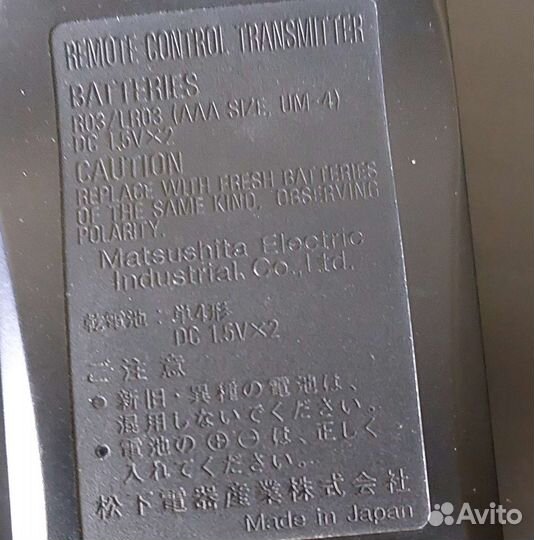 REMOTE CONTROL TRANSMITTER
BATTERIES
R03/LR03 (AAA SIZE, UM-4)
DC 1.5V×2
CAUTION
REPLACE WITH FRESH BATTERIES
OF THE SAME KIND, OBSERVING
POLARITY.
Matsushita Electric
Industrial Co., Ltd.
乾電池：単4形
DC 1.5V×2
ご注意
● 新旧・異種の電池は、
混用しないでください。
● 電池の⊕⊖は、正しく
入れてください。
松下電器産業株式会社
Made in Japan
Avito